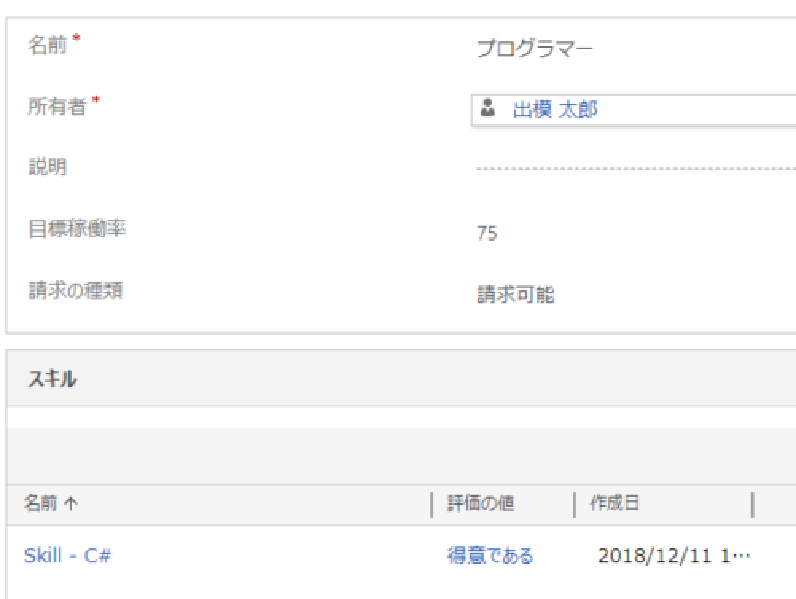 名前* プログラマー
所有者* 出模 太郎
説明 ---
目標稼働率 75
請求の種類 請求可能
スキル
名前 ↑ 評価の値 作成日
Skill - C# 得意である 2018/12/11 1…